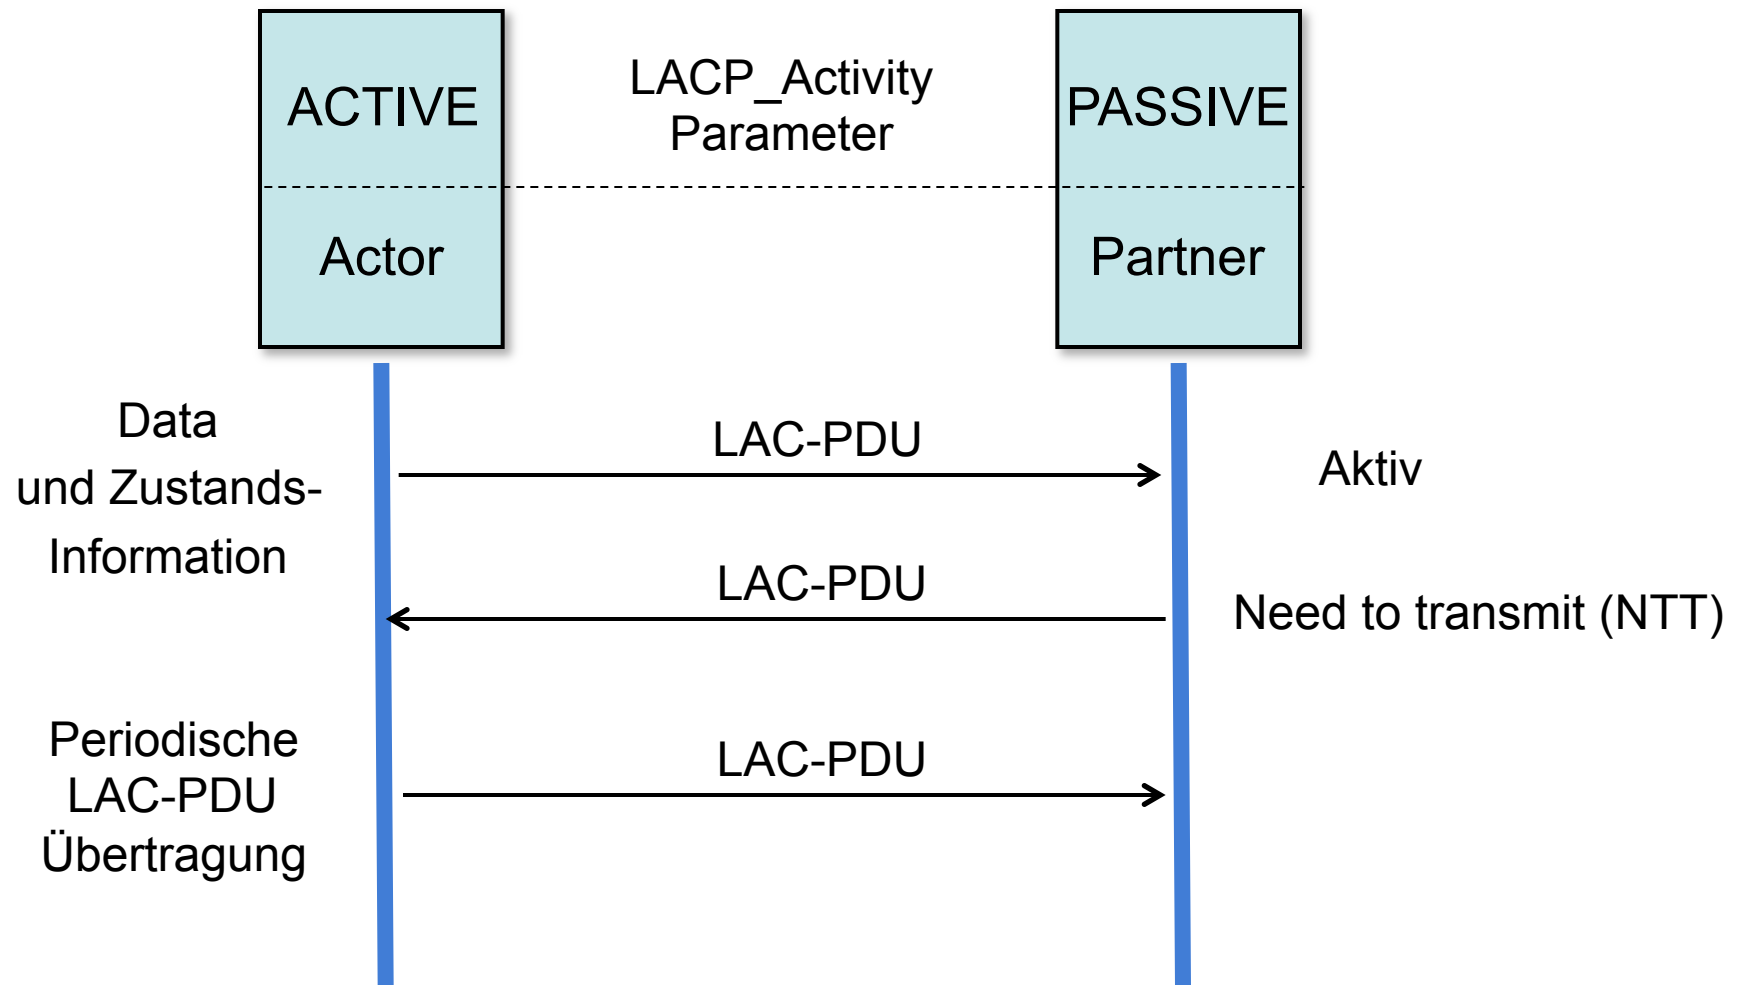 ACTIVE
LACP_Activity
Parameter
PASSIVE
Actor
Partner
Data
und Zustands-
Information
LAC-PDU
Aktiv
LAC-PDU
Need to transmit (NTT)
Periodische
LAC-PDU
Übertragung
LAC-PDU